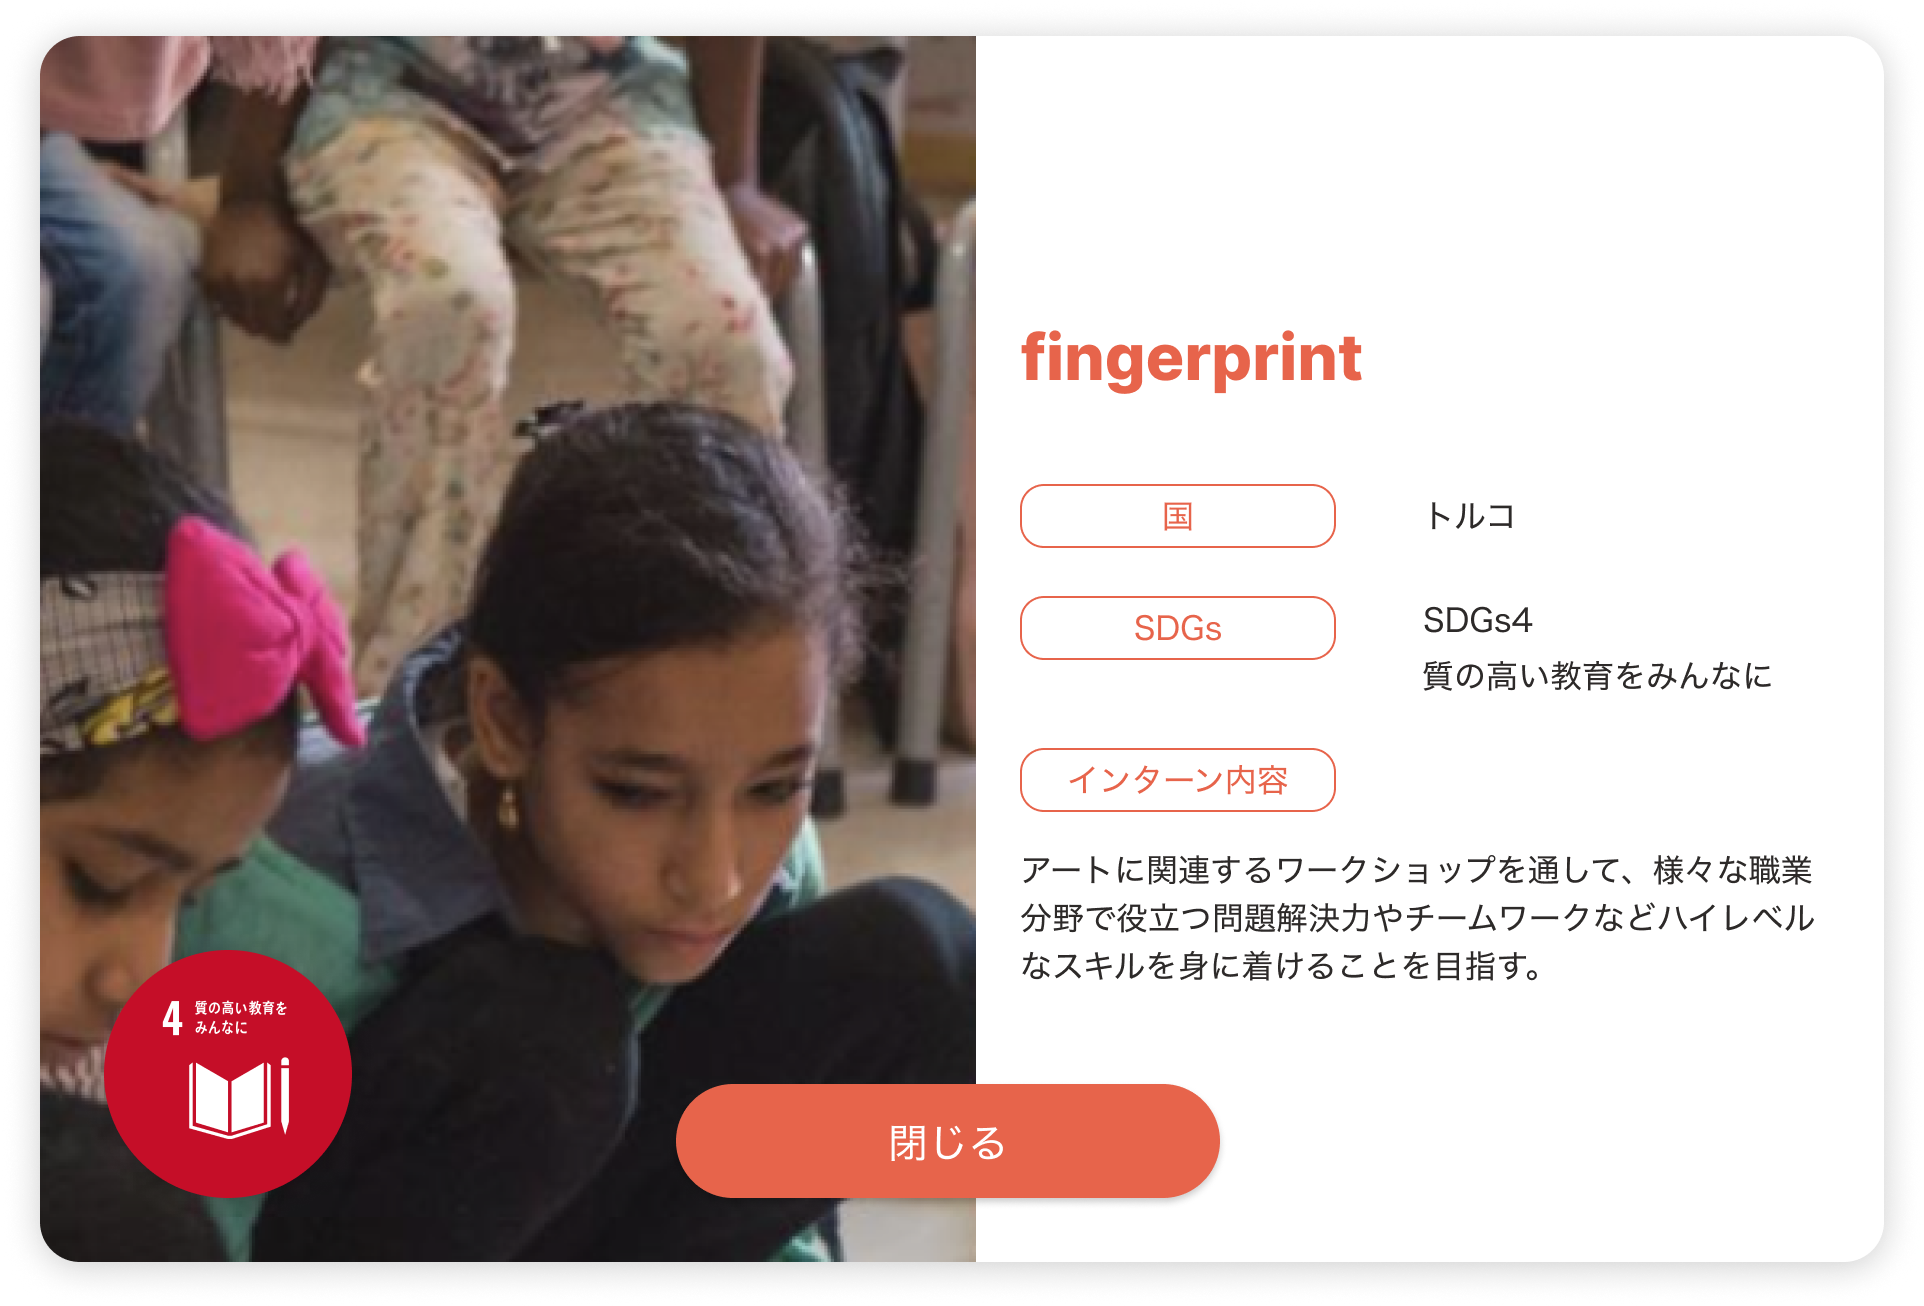 fingerprint
国
トルコ
SDGs
SDGs4
質の高い教育をみんなに
インターン内容
アートに関連するワークショップを通して、様々な職業
分野で役立つ問題解決力やチームワークなどハイレベル
なスキルを身に着けることを目指す。
4 質の高い教育を
みんなに
閉じる